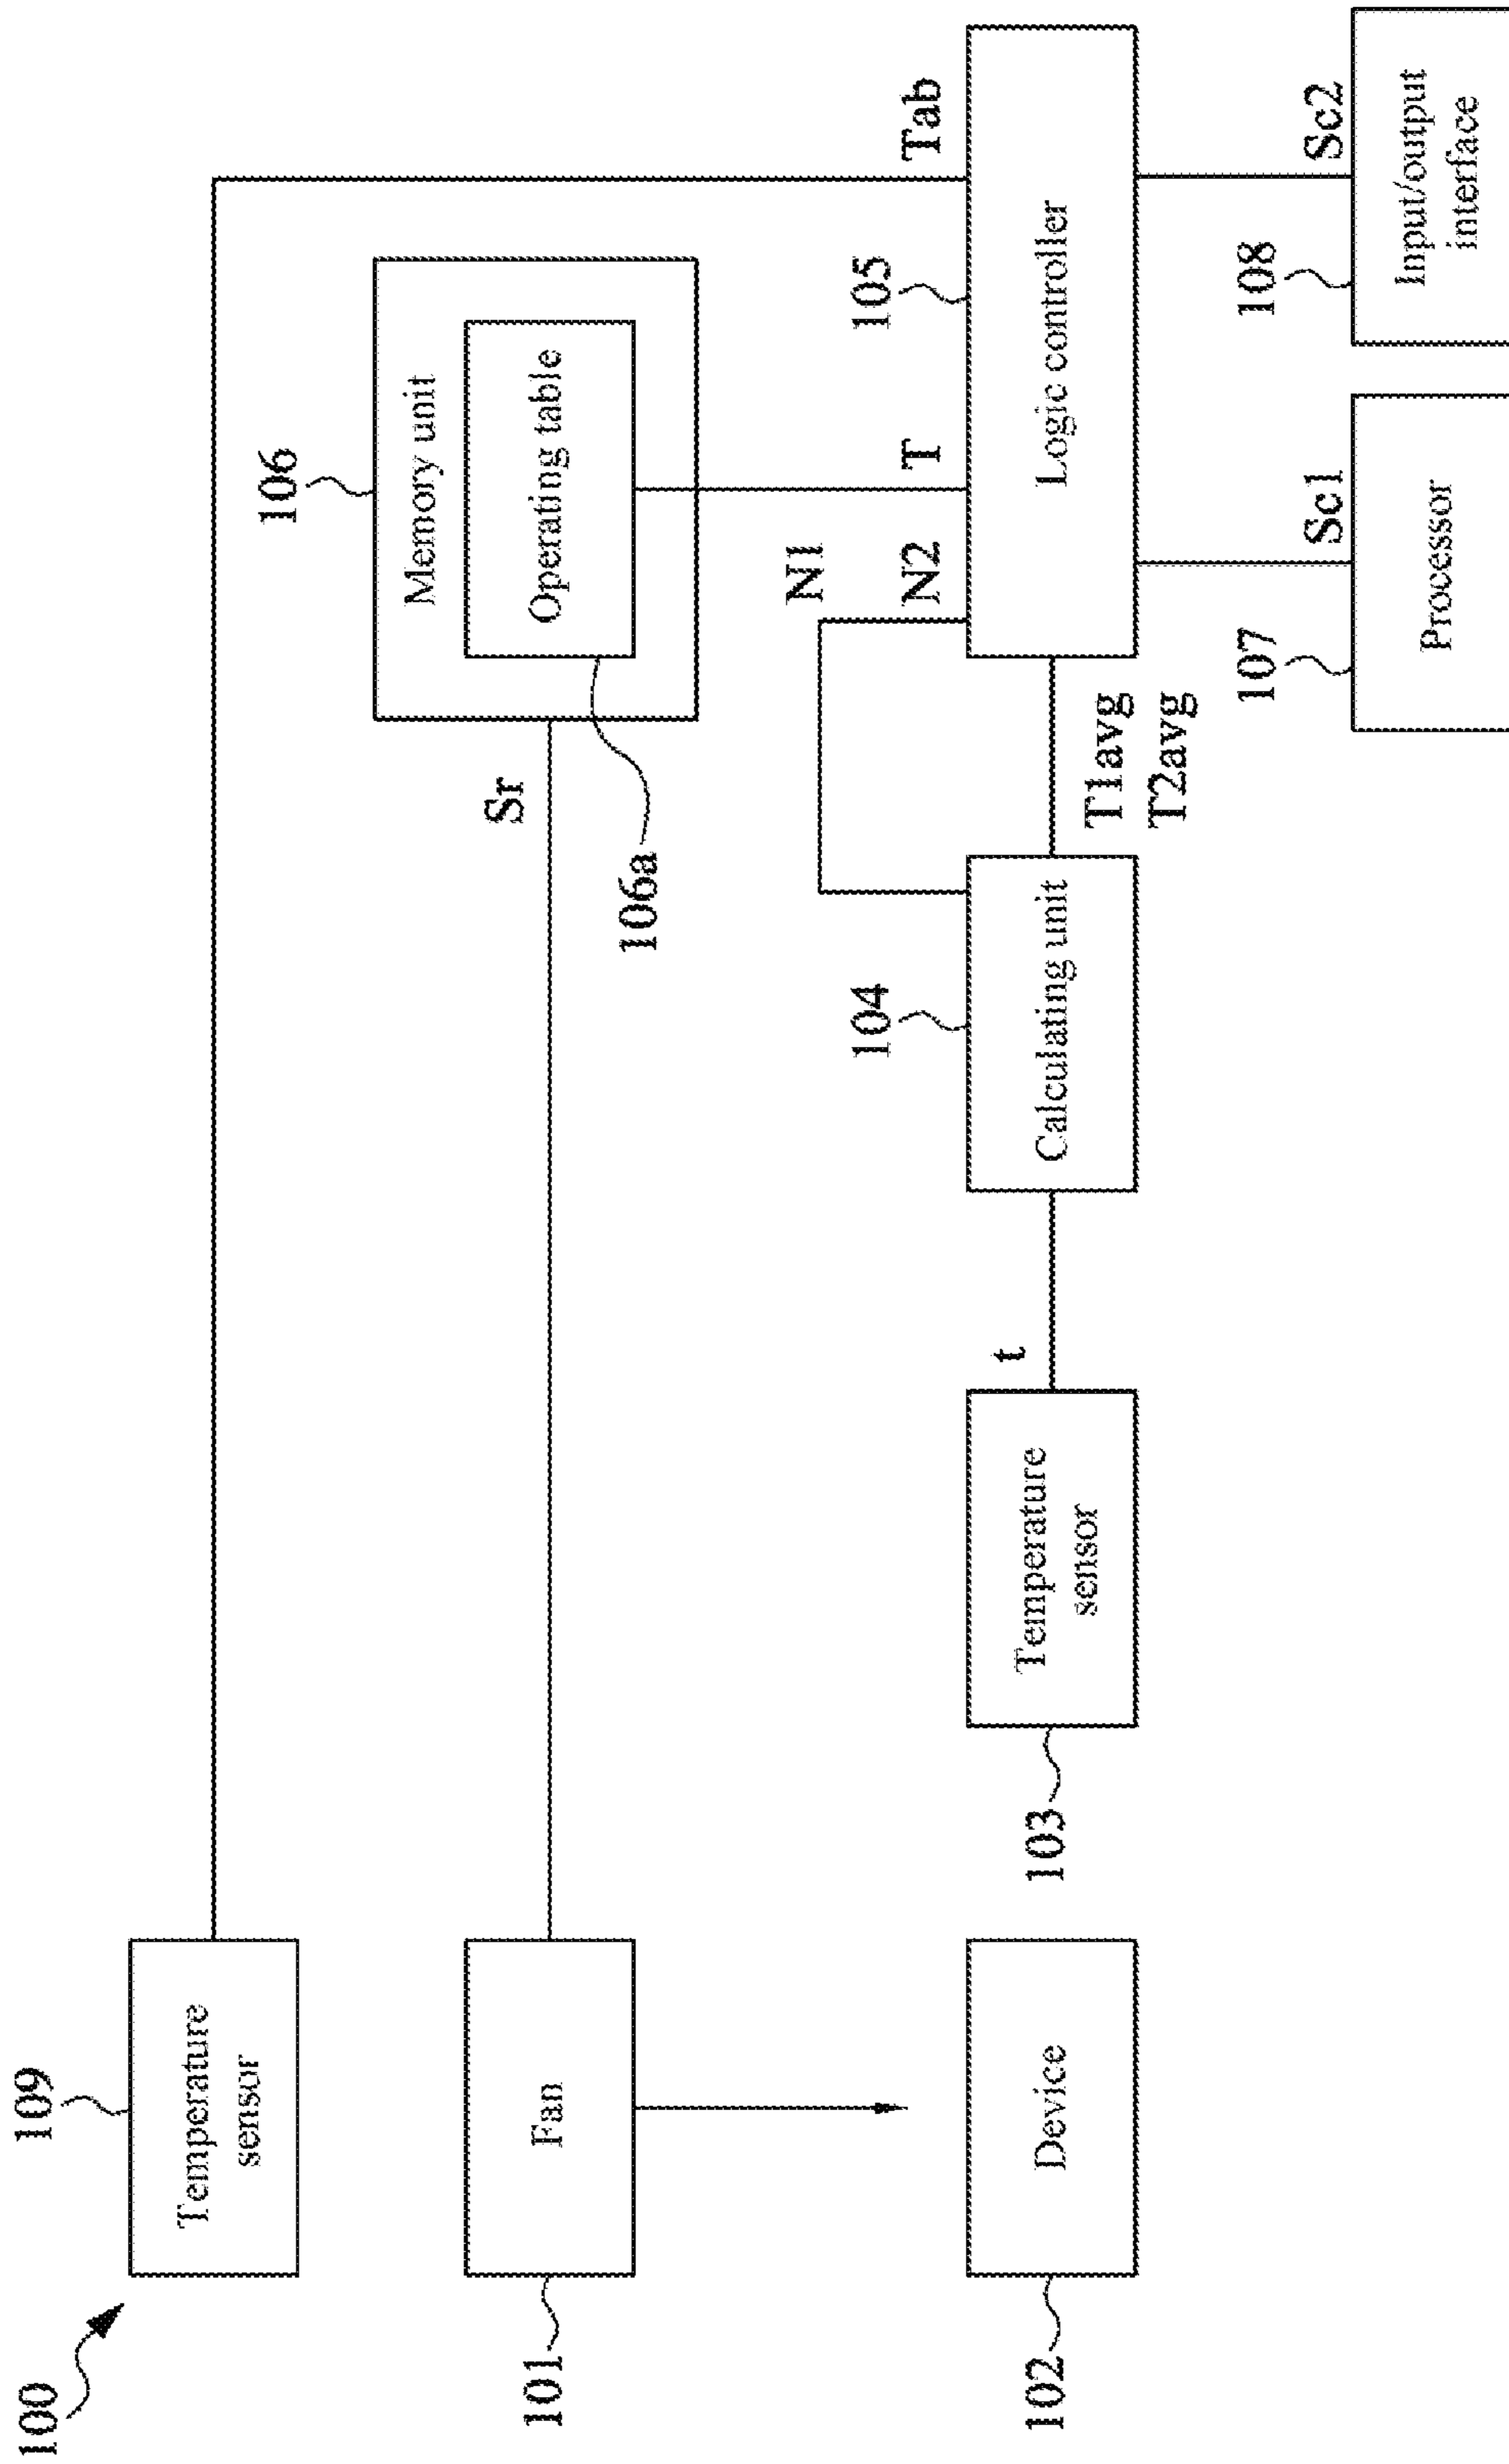 100
109
Temperature
sensor
101
Fan
102
Device
103
Temperature
sensor
t
104
Calculating unit
T1avg
T2avg
N1
N2
Sr
106
Memory unit
Operating table
106a
T
Tab
105
Logic controller
Sc1
107
Processor
Sc2
108
Input/output
interface